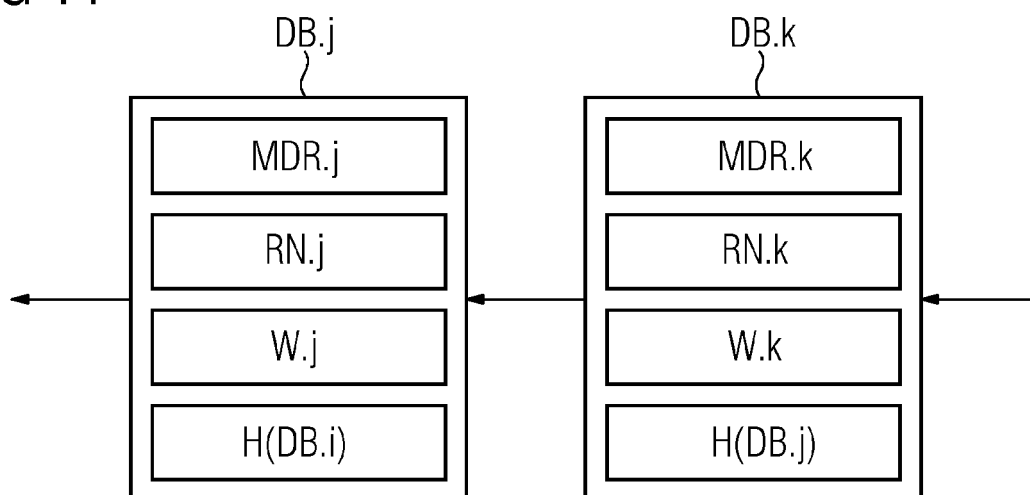 DB.j DB.k
MDR.j MDR.k
RN.j RN.k
W.j W.k
H(DB.i) H(DB.j)